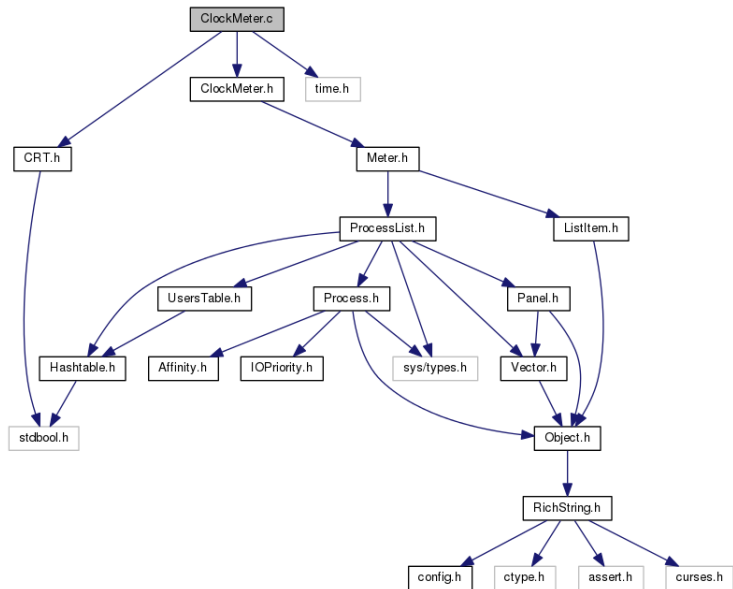 ClockMeter.c
ClockMeter.h
time.h
CRT.h
Meter.h
ProcessList.h
ListItem.h
UsersTable.h
Process.h
Panel.h
Hashtable.h
Affinity.h
IOPriority.h
sys/types.h
Vector.h
stdbool.h
Object.h
RichString.h
config.h
ctype.h
assert.h
curses.h